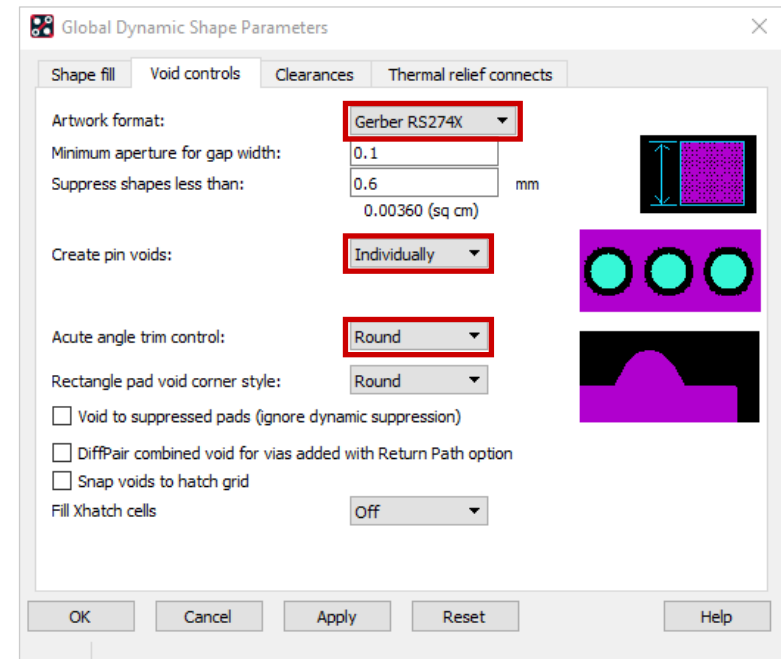 Global Dynamic Shape Parameters
Shape fill Void controls Clearances Thermal relief connects
Artwork format: Gerber RS274X
Minimum aperture for gap width: 0.1
Suppress shapes less than: 0.6 mm
0.00360 (sq cm)
Create pin voids: Individually
Acute angle trim control: Round
Rectangle pad void corner style: Round
Void to suppressed pads (ignore dynamic suppression)
DiffPair combined void for vias added with Return Path option
Snap voids to hatch grid
Fill Xhatch cells Off
OK Cancel Apply Reset Help